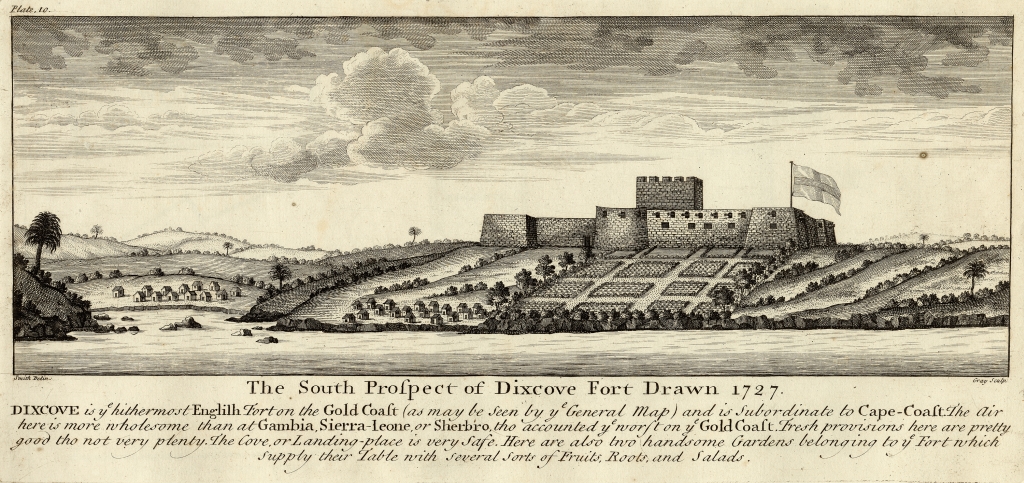 Plate. 10.
Smith Delin. Gray Sculp.
The South Proſpect of Dixcove Fort Drawn 1727.
DIXCOVE is yᵉ hithermost Engliſh Fort on the Gold Coaſt (as may be Seen by yᵉ General Map) and is Subordinate to Cape-Coaſt. The Air
here is more wholesome than at Gambia, Sierra-Leone, or Sherbro, tho' accounted yᵉ worſt on yᵉ Gold Coaſt. Freſh provisions here are pretty
good tho not very plenty. The Cove, or Landing-place is very Safe. Here are also two handsome Gardens belonging to yᵉ Fort which
Supply their Table with Several Sorts of Fruits, Roots, and Salads.